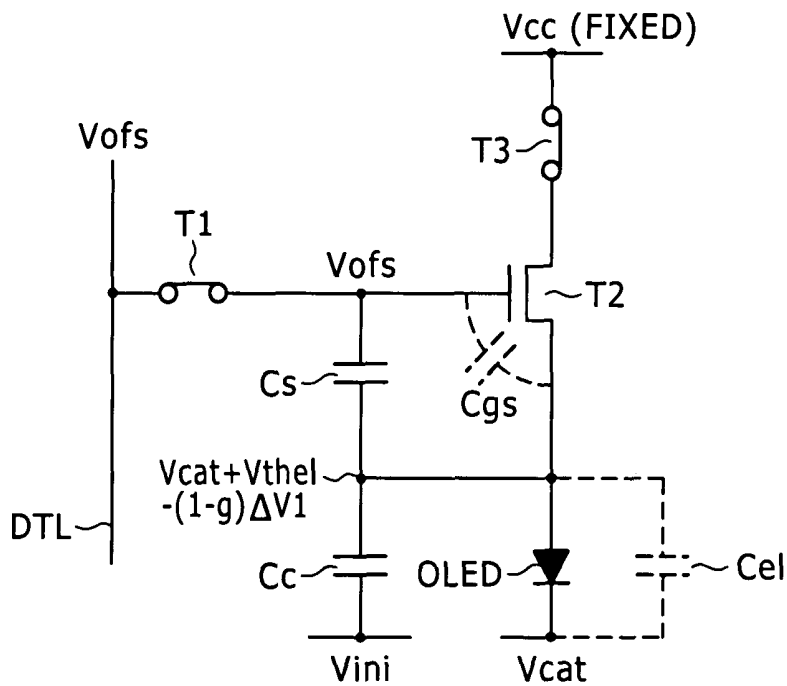 Vcc (FIXED)
T3
Vofs
T1
Vofs
T2
Cs
Cgs
Vcat+Vthel
-(1-g)ΔV1
DTL
Cc
OLED
Cel
Vini
Vcat